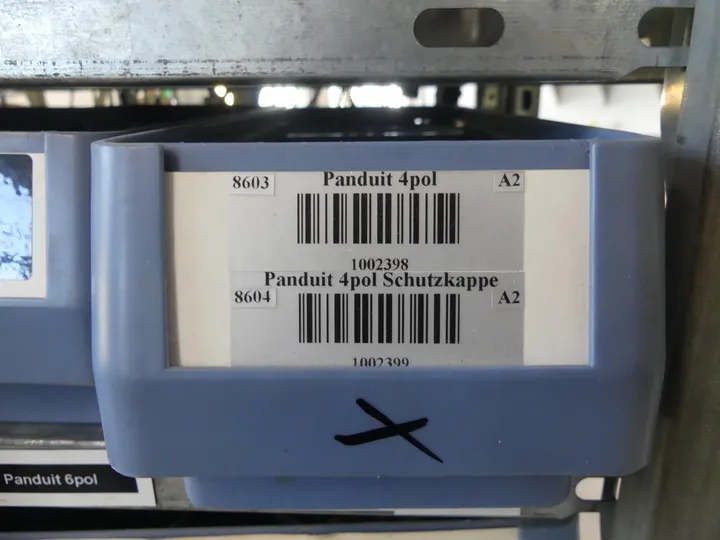 8603 Panduit 4pol A2
1002398
Panduit 4pol Schutzkappe
8604 A2
1002399
X
Panduit 6pol